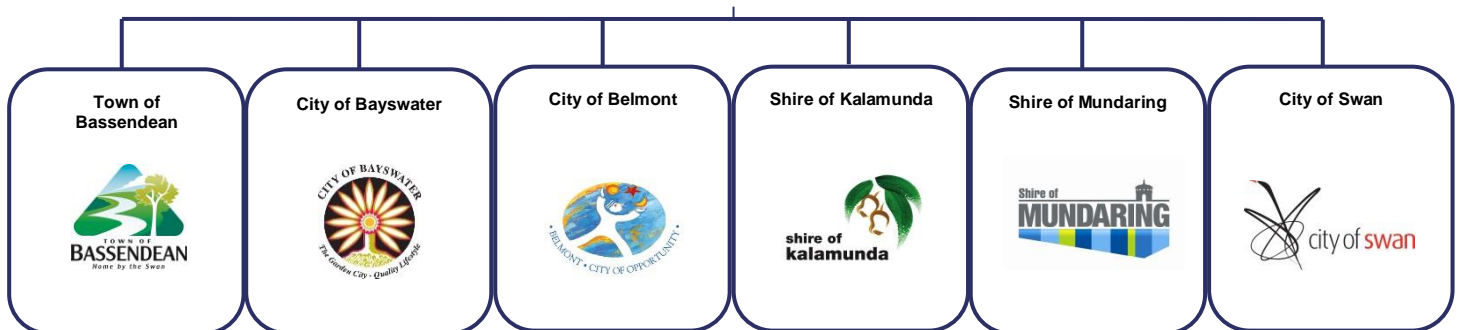 Town of
Bassendean
TOWN OF
BASSENDEAN
Home by the Swan
City of Bayswater
CITY OF BAYSWATER
The Garden City - Quality Lifestyle
City of Belmont
• BELMONT • CITY OF OPPORTUNITY •
Shire of Kalamunda
shire of
kalamunda
Shire of Mundaring
Shire of
MUNDARING
City of Swan
city of swan